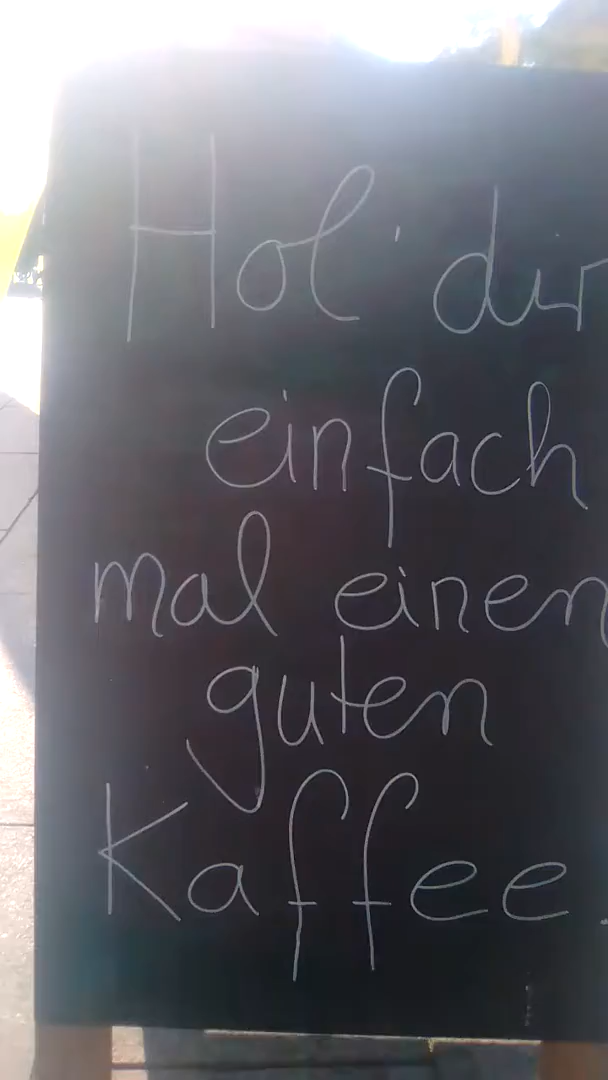 Hol' dir
einfach
mal einen
guten
Kaffee.